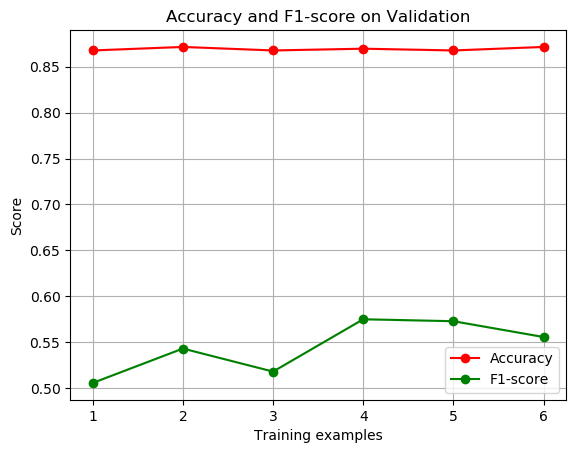 Accuracy and F1-score on Validation
Score
0.85
0.80
0.75
0.70
0.65
0.60
0.55
0.50
Accuracy
F1-score
1 2 3 4 5 6
Training examples